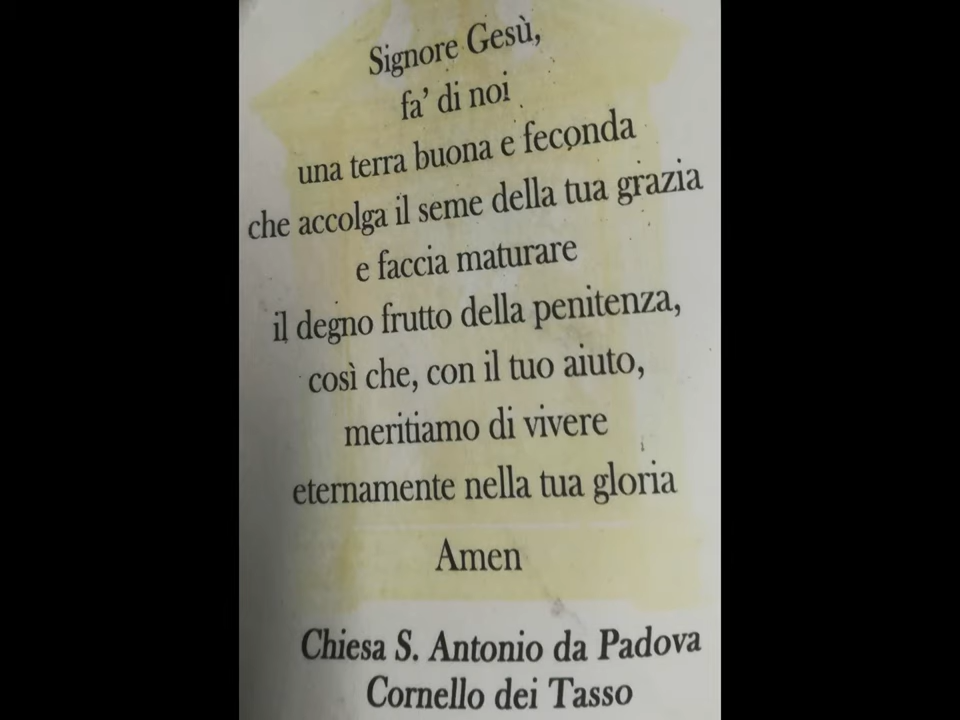 Signore Gesù,
fa’ di noi
una terra buona e feconda
che accolga il seme della tua grazia
e faccia maturare
il degno frutto della penitenza,
così che, con il tuo aiuto,
meritiamo di vivere
eternamente nella tua gloria
Amen
Chiesa S. Antonio da Padova
Cornello dei Tasso